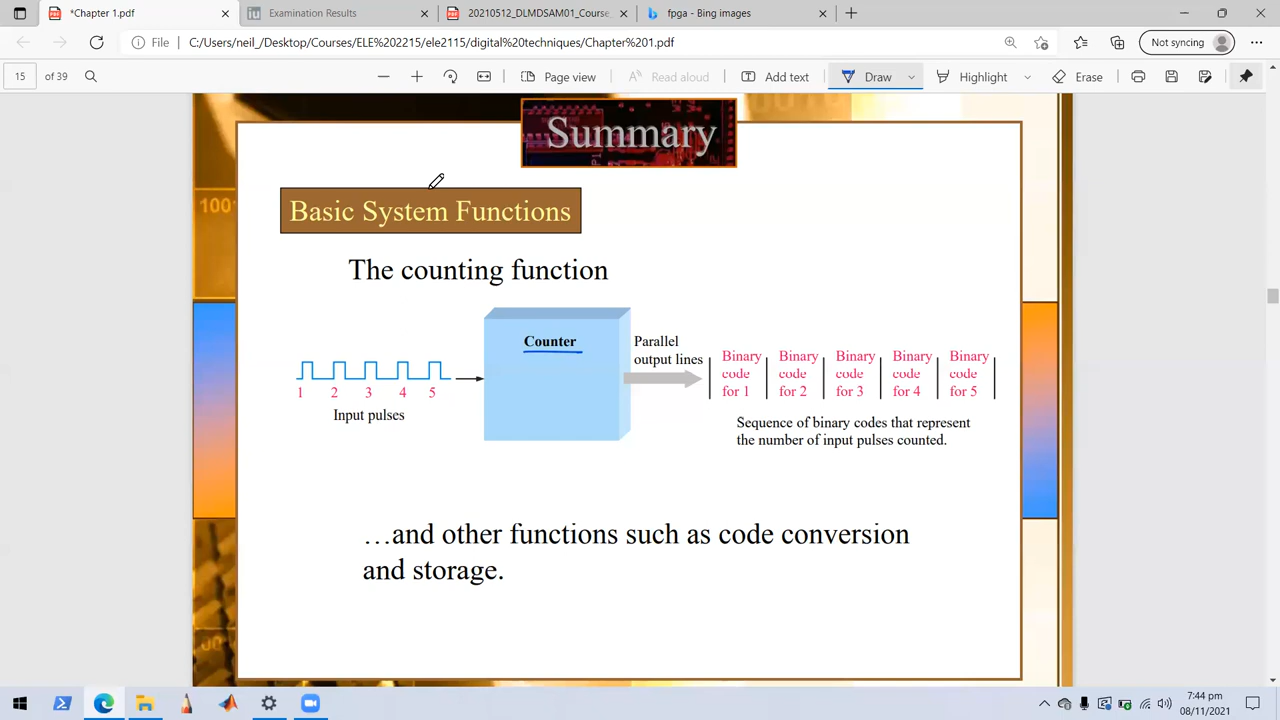 *Chapter 1.pdf
Examination Results
20210512_DLMDSAM01_Course_
fpga - Bing images
File
C:/Users/neil_/Desktop/Courses/ELE%202215/ele2115/digital%20techniques/Chapter%201.pdf
Not syncing
15 of 39
Page view
Read aloud
Add text
Draw
Highlight
Erase
Summary
Basic System Functions
The counting function
Counter
Parallel
output lines
1 2 3 4 5
Input pulses
Binary code for 1
Binary code for 2
Binary code for 3
Binary code for 4
Binary code for 5
Sequence of binary codes that represent
the number of input pulses counted.
…and other functions such as code conversion
and storage.
7:44 pm
08/11/2021